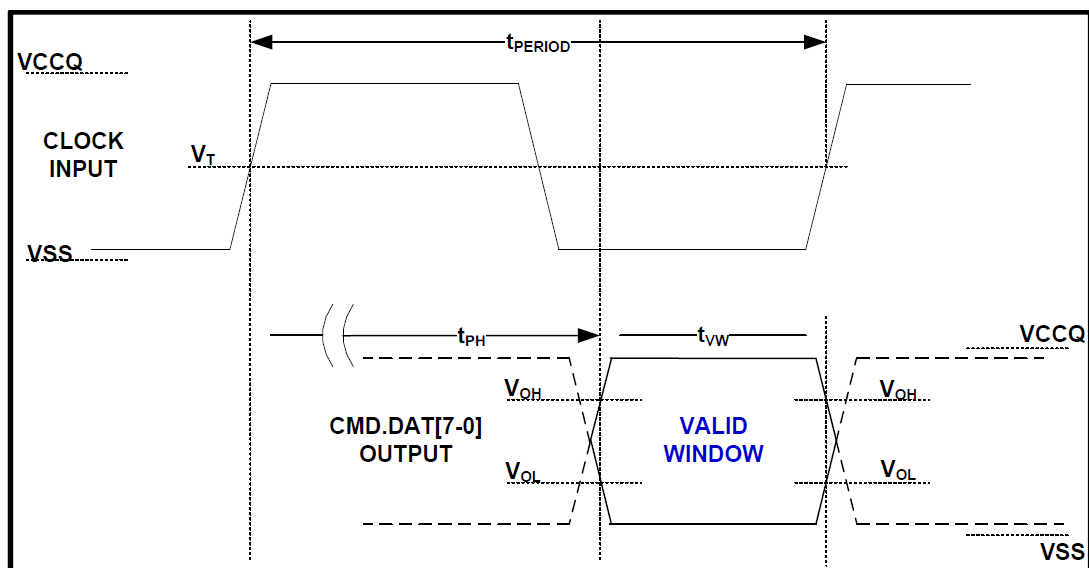 tPERIOD
VCCQ
CLOCK
INPUT
VT
VSS
tPH
tVW
VCCQ
VOH
VOH
CMD.DAT[7-0]
OUTPUT
VALID
WINDOW
VOL
VOL
VSS